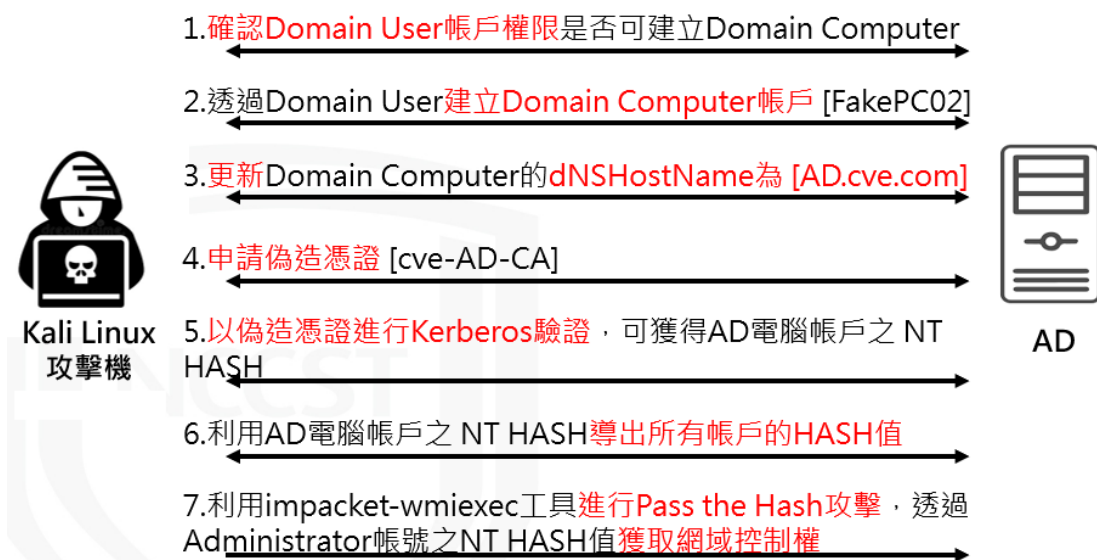 1.確認Domain User帳戶權限是否可建立Domain Computer
2.透過Domain User建立Domain Computer帳戶 [FakePC02]
3.更新Domain Computer的dNSHostName為 [AD.cve.com]
4.申請偽造憑證 [cve-AD-CA]
Kali Linux
攻擊機
AD
5.以偽造憑證進行Kerberos驗證，可獲得AD電腦帳戶之 NT
HASH
6.利用AD電腦帳戶之 NT HASH導出所有帳戶的HASH值
7.利用impacket-wmiexec工具進行Pass the Hash攻擊，透過
Administrator帳號之NT HASH值獲取網域控制權
NCCST